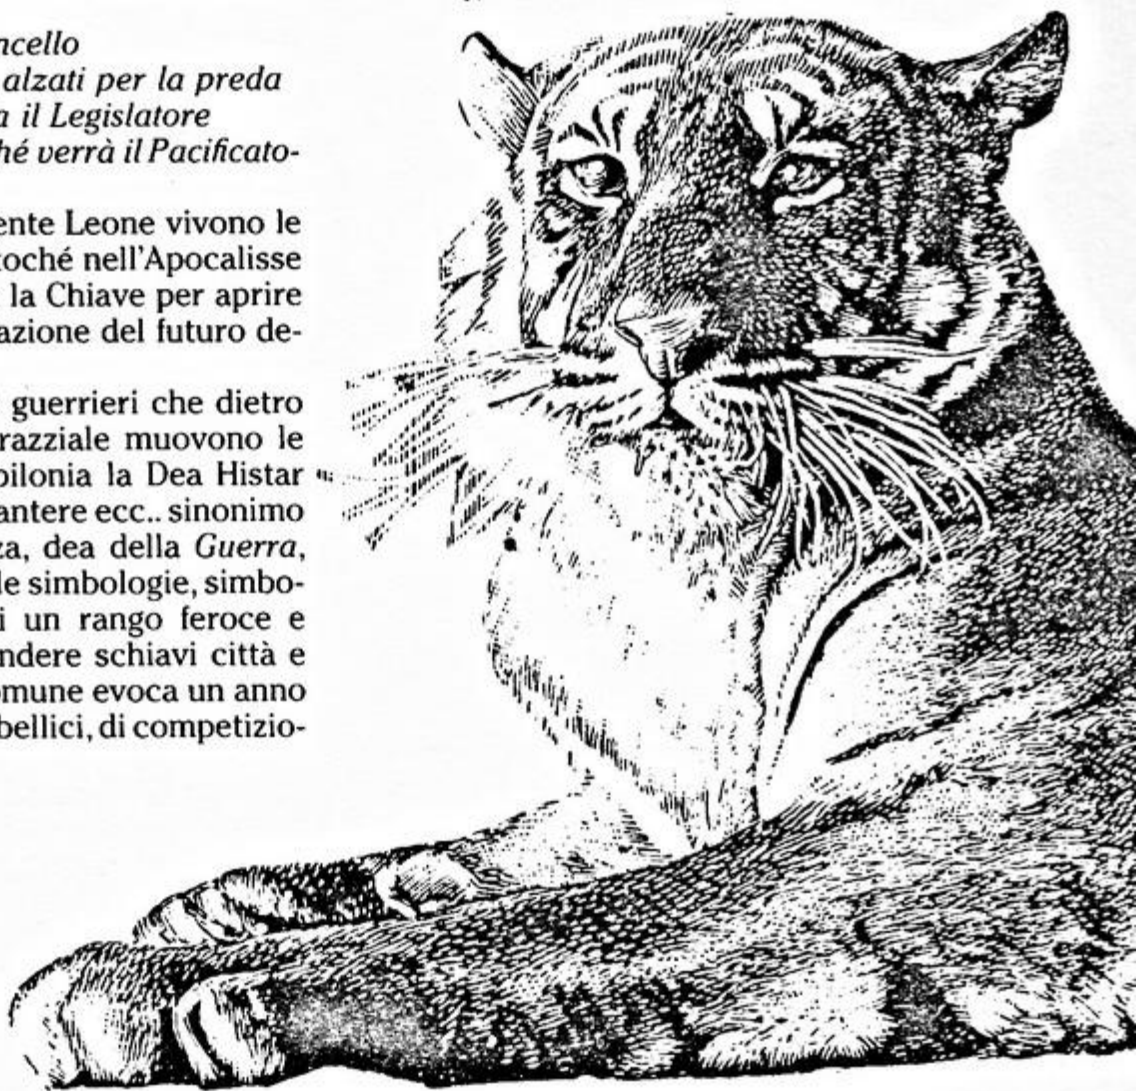 ncello
alzati per la preda
a il Legislatore
hé verrà il Pacificato-
ente Leone vivono le
toché nell'Apocalisse
la Chiave per aprire
azione del futuro de-
guerrieri che dietro
razziale muovono le
bilonia la Dea Histar
antere ecc.. sinonimo
za, dea della Guerra,
le simbologie, simbo-
i un rango feroce e
ndere schiavi città e
omune evoca un anno
bellici, di competizio-